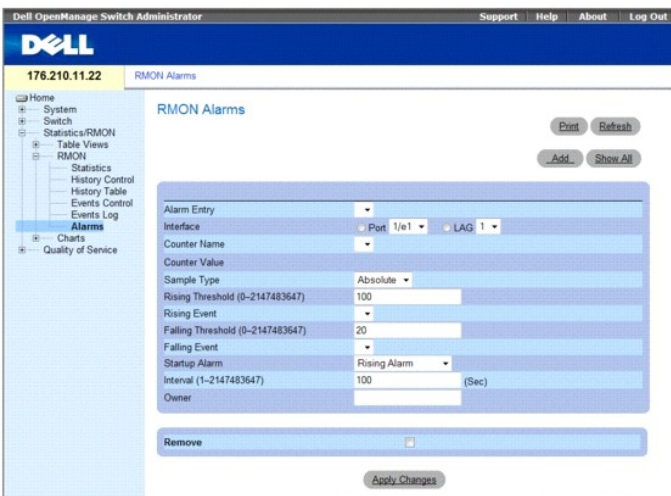 Dell OpenManage Switch Administrator Support Help About Log Out
DELL
176.210.11.22 RMON Alarms
Home
System
Switch
Statistics/RMON
Table Views
RMON
Statistics
History Control
History Table
Events Control
Events Log
Alarms
Charts
Quality of Service
RMON Alarms
Print Refresh
Add Show All
Alarm Entry
Interface Port 1/e1 LAG 1
Counter Name
Counter Value
Sample Type Absolute
Rising Threshold (0–2147483647) 100
Rising Event
Falling Threshold (0–2147483647) 20
Falling Event
Startup Alarm Rising Alarm
Interval (1–2147483647) 100 (Sec)
Owner
Remove
Apply Changes